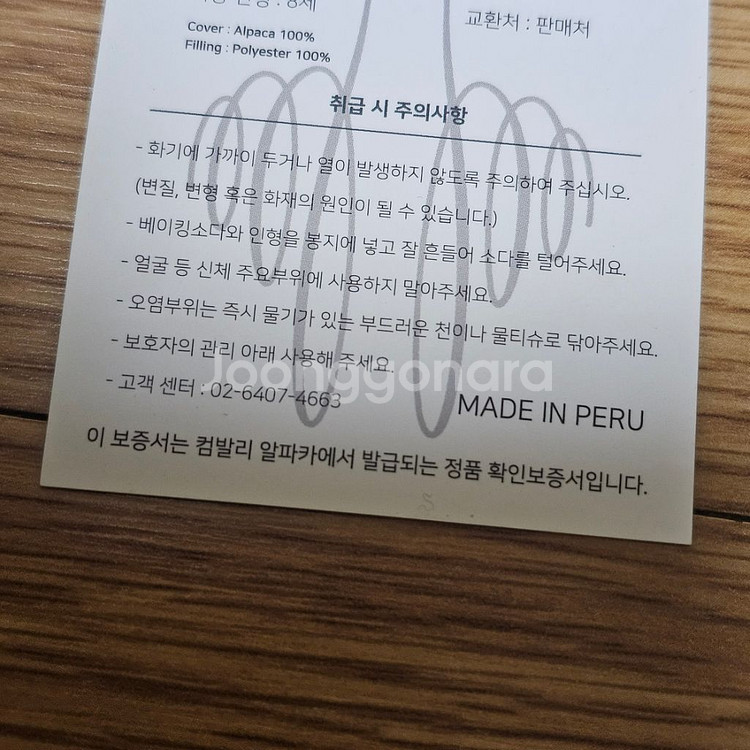 교환처 : 판매처
Cover : Alpaca 100%
Filling : Polyester 100%
취급 시 주의사항
- 화기에 가까이 두거나 열이 발생하지 않도록 주의하여 주십시오.
(변질, 변형 혹은 화재의 원인이 될 수 있습니다.)
- 베이킹소다와 인형을 봉지에 넣고 잘 흔들어 소다를 털어주세요.
- 얼굴 등 신체 주요부위에 사용하지 말아주세요.
- 오염부위는 즉시 물기가 있는 부드러운 천이나 물티슈로 닦아주세요.
- 보호자의 관리 아래 사용해 주세요.
Joonggonara
- 고객 센터 : 02-6407-4663
MADE IN PERU
이 보증서는 컴발리 알파카에서 발급되는 정품 확인보증서입니다.